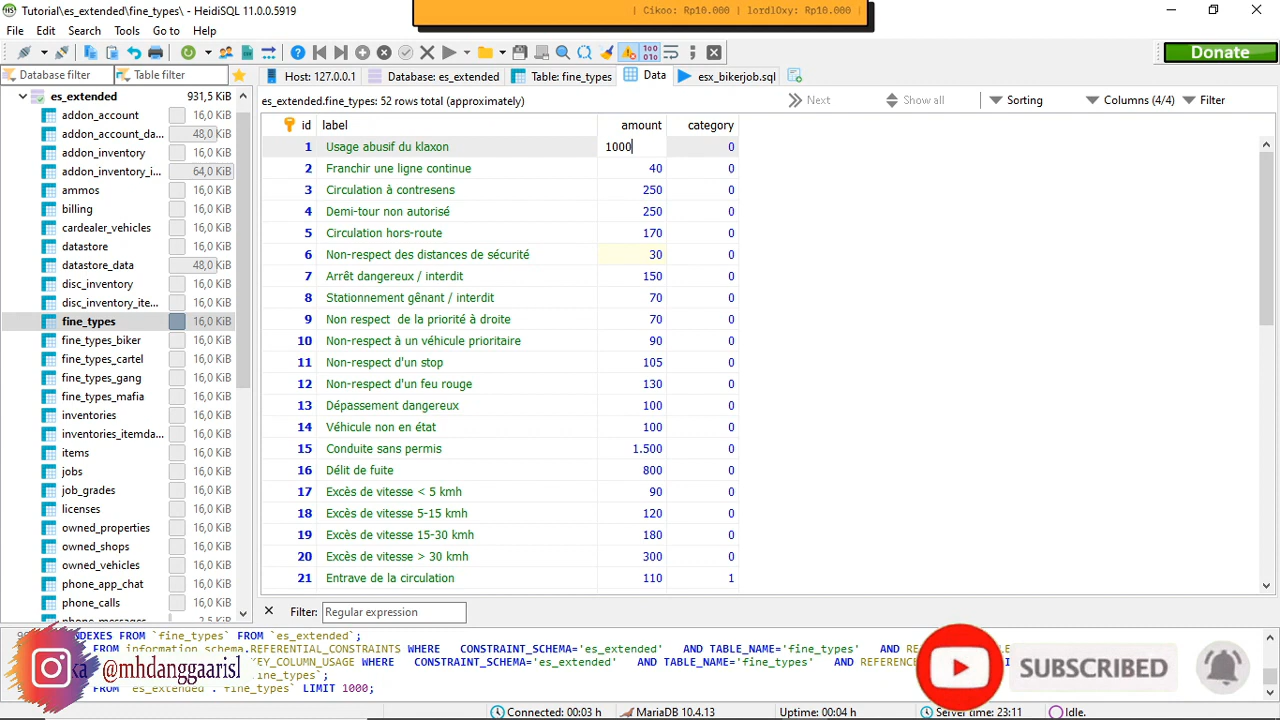 Tutorial\es_extended\fine_types\ - HeidiSQL 11.0.0.5919
| Cikoo: Rp10.000 | lordlOxy: Rp10.000 |
File Edit Search Tools Go to Help
Donate
Database filter Table filter
Host: 127.0.0.1 Database: es_extended Table: fine_types Data esx_bikerjob.sql
es_extended 931,5 KiB
addon_account 16,0 KiB
addon_account_da... 48,0 KiB
addon_inventory 16,0 KiB
addon_inventory_i... 64,0 KiB
ammos 16,0 KiB
billing 16,0 KiB
cardealer_vehicles 16,0 KiB
datastore 16,0 KiB
datastore_data 48,0 KiB
disc_inventory 16,0 KiB
disc_inventory_ite... 16,0 KiB
fine_types 16,0 KiB
fine_types_biker 16,0 KiB
fine_types_cartel 16,0 KiB
fine_types_gang 16,0 KiB
fine_types_mafia 16,0 KiB
inventories 16,0 KiB
inventories_itemda... 16,0 KiB
items 16,0 KiB
jobs 16,0 KiB
job_grades 16,0 KiB
licenses 16,0 KiB
owned_properties 16,0 KiB
owned_shops 16,0 KiB
owned_vehicles 16,0 KiB
phone_app_chat 16,0 KiB
phone_calls 16,0 KiB
es_extended.fine_types: 52 rows total (approximately) Next Show all Sorting Columns (4/4) Filter
id label amount category
1 Usage abusif du klaxon 1000 0
2 Franchir une ligne continue 40 0
3 Circulation à contresens 250 0
4 Demi-tour non autorisé 250 0
5 Circulation hors-route 170 0
6 Non-respect des distances de sécurité 30 0
7 Arrêt dangereux / interdit 150 0
8 Stationnement gênant / interdit 70 0
9 Non respect  de la priorité à droite 70 0
10 Non-respect à un véhicule prioritaire 90 0
11 Non-respect d'un stop 105 0
12 Non-respect d'un feu rouge 130 0
13 Dépassement dangereux 100 0
14 Véhicule non en état 100 0
15 Conduite sans permis 1.500 0
16 Délit de fuite 800 0
17 Excès de vitesse < 5 kmh 90 0
18 Excès de vitesse 5-15 kmh 120 0
19 Excès de vitesse 15-30 kmh 180 0
20 Excès de vitesse > 30 kmh 300 0
21 Entrave de la circulation 110 1
Filter: Regular expression
FROM `fine_types` FROM `es_extended`;
FROM information_schema.REFERENTIAL_CONSTRAINTS WHERE CONSTRAINT_SCHEMA='es_extended' AND TABLE_NAME='fine_types' AND
WHERE CONSTRAINT_SCHEMA='es_extended' AND TABLE_NAME='fine_types' AND
LIMIT 1000;
@mhdanggaarisl
SUBSCRIBED
Connected: 00:03 h MariaDB 10.4.13 Uptime: 00:04 h Server time: 23:11 Idle.